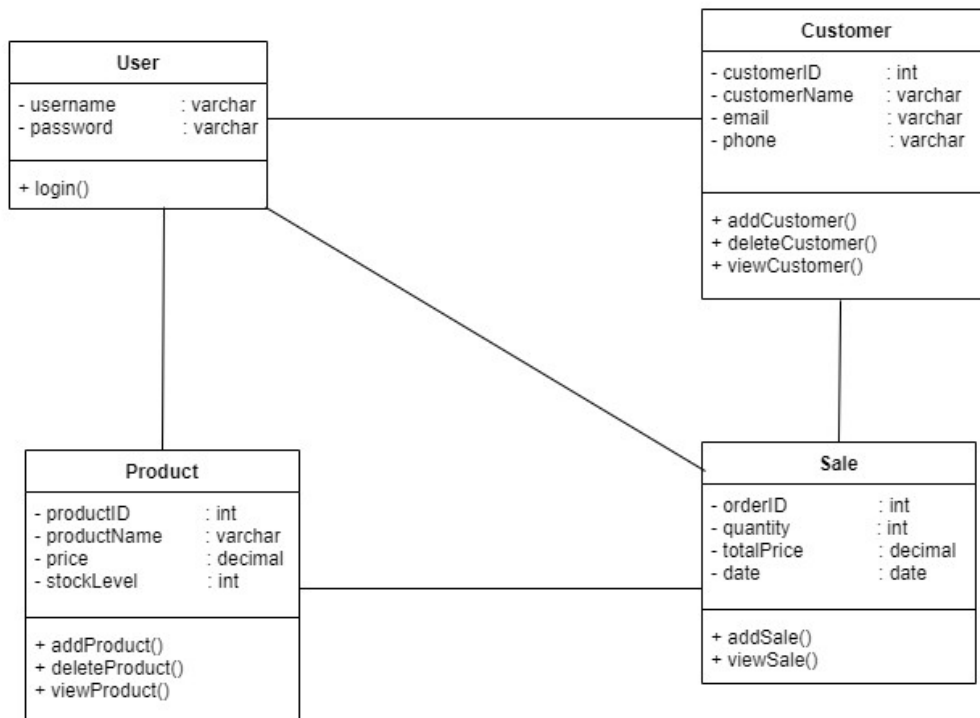 User
- username : varchar
- password : varchar
+ login()
Customer
- customerID : int
- customerName : varchar
- email : varchar
- phone : varchar
+ addCustomer()
+ deleteCustomer()
+ viewCustomer()
Product
- productID : int
- productName : varchar
- price : decimal
- stockLevel : int
+ addProduct()
+ deleteProduct()
+ viewProduct()
Sale
- orderID : int
- quantity : int
- totalPrice : decimal
- date : date
+ addSale()
+ viewSale()